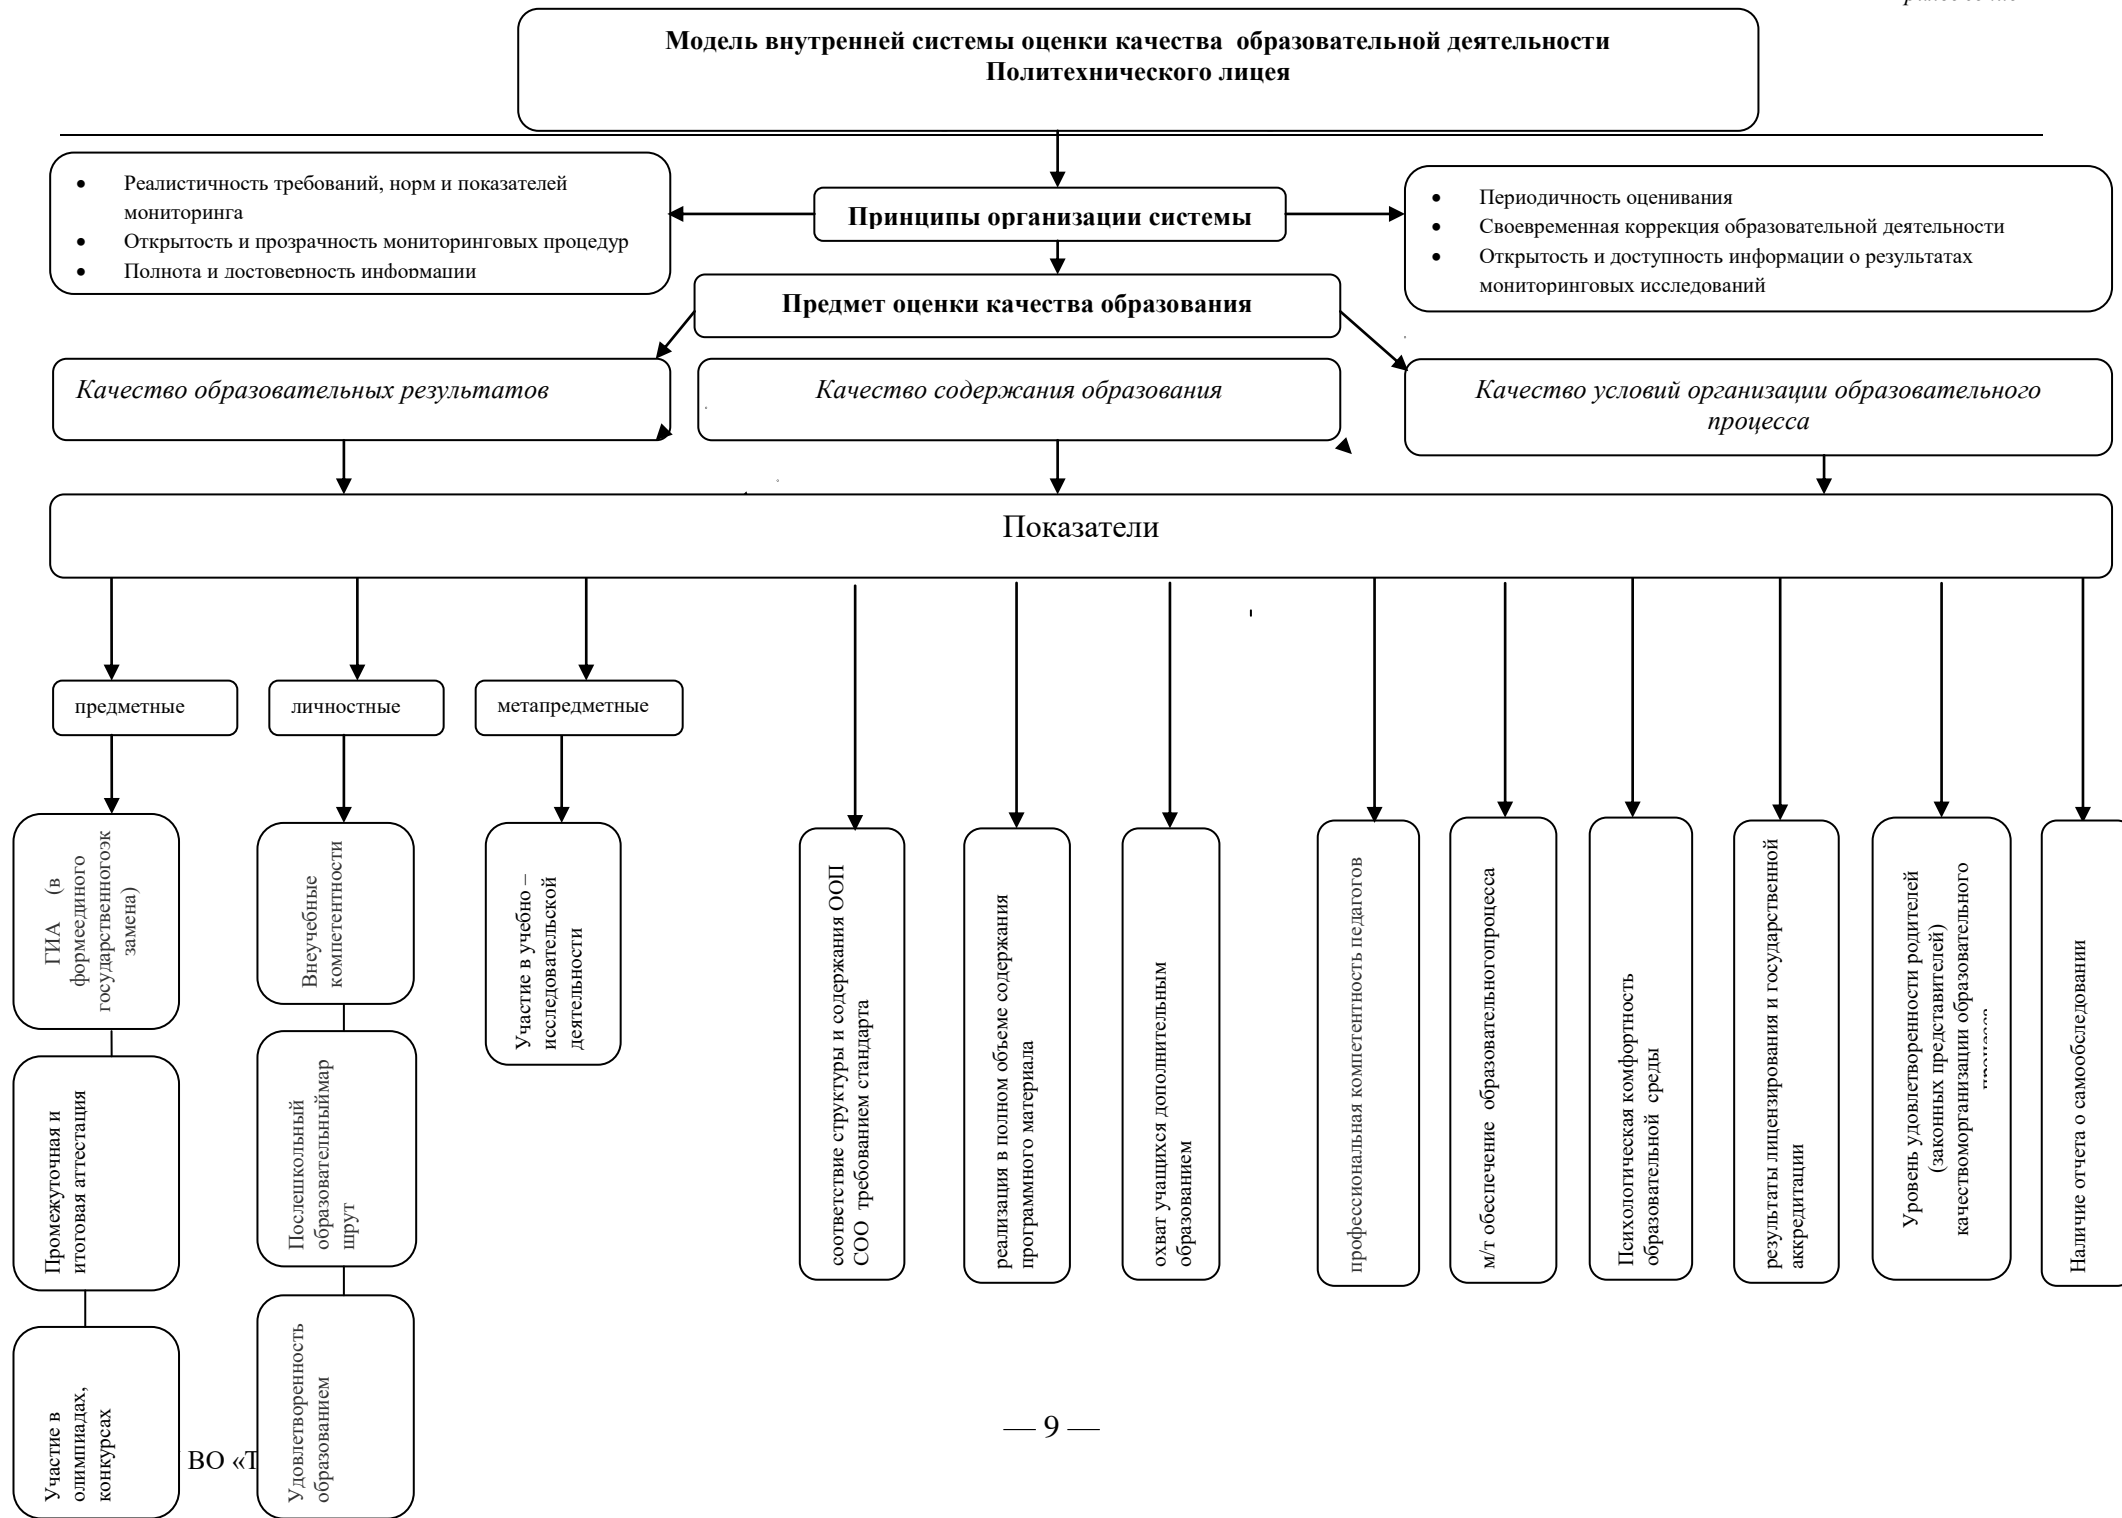 Модель внутренней системы оценки качества образовательной деятельности
Политехнического лицея
• Реалистичность требований, норм и показателей
мониторинга
• Открытость и прозрачность мониторинговых процедур
• Полнота и достоверность информации
Принципы организации системы
• Периодичность оценивания
• Своевременная коррекция образовательной деятельности
• Открытость и доступность информации о результатах
мониторинговых исследований
Предмет оценки качества образования
Качество образовательных результатов
Качество содержания образования
Качество условий организации образовательного
процесса
Показатели
предметные
личностные
метапредметные
ГИА (в
формеединого
государственногоэк
замена)
Промежуточная и
итоговая аттестация
Участие в
олимпиадах,
конкурсах
Внеучебные
компетентности
Послешкольный
образовательныймар
шрут
Удовлетворенность
образованием
Участие в учебно –
исследовательской
деятельности
соответствие структуры и содержания ООП
СОО требованием стандарта
реализация в полном объеме содержания
программного материала
охват учащихся дополнительным
образованием
профессиональная компетентность педагогов
м/т обеспечение образовательногопроцесса
Психологическая комфортность
образовательной среды
результаты лицензирования и государственной
аккредитации
Уровень удовлетворенности родителей
(законных представителей)
качествоморганизации образовательного
Наличие отчета о самообследовании
— 9 —
ВО «Т